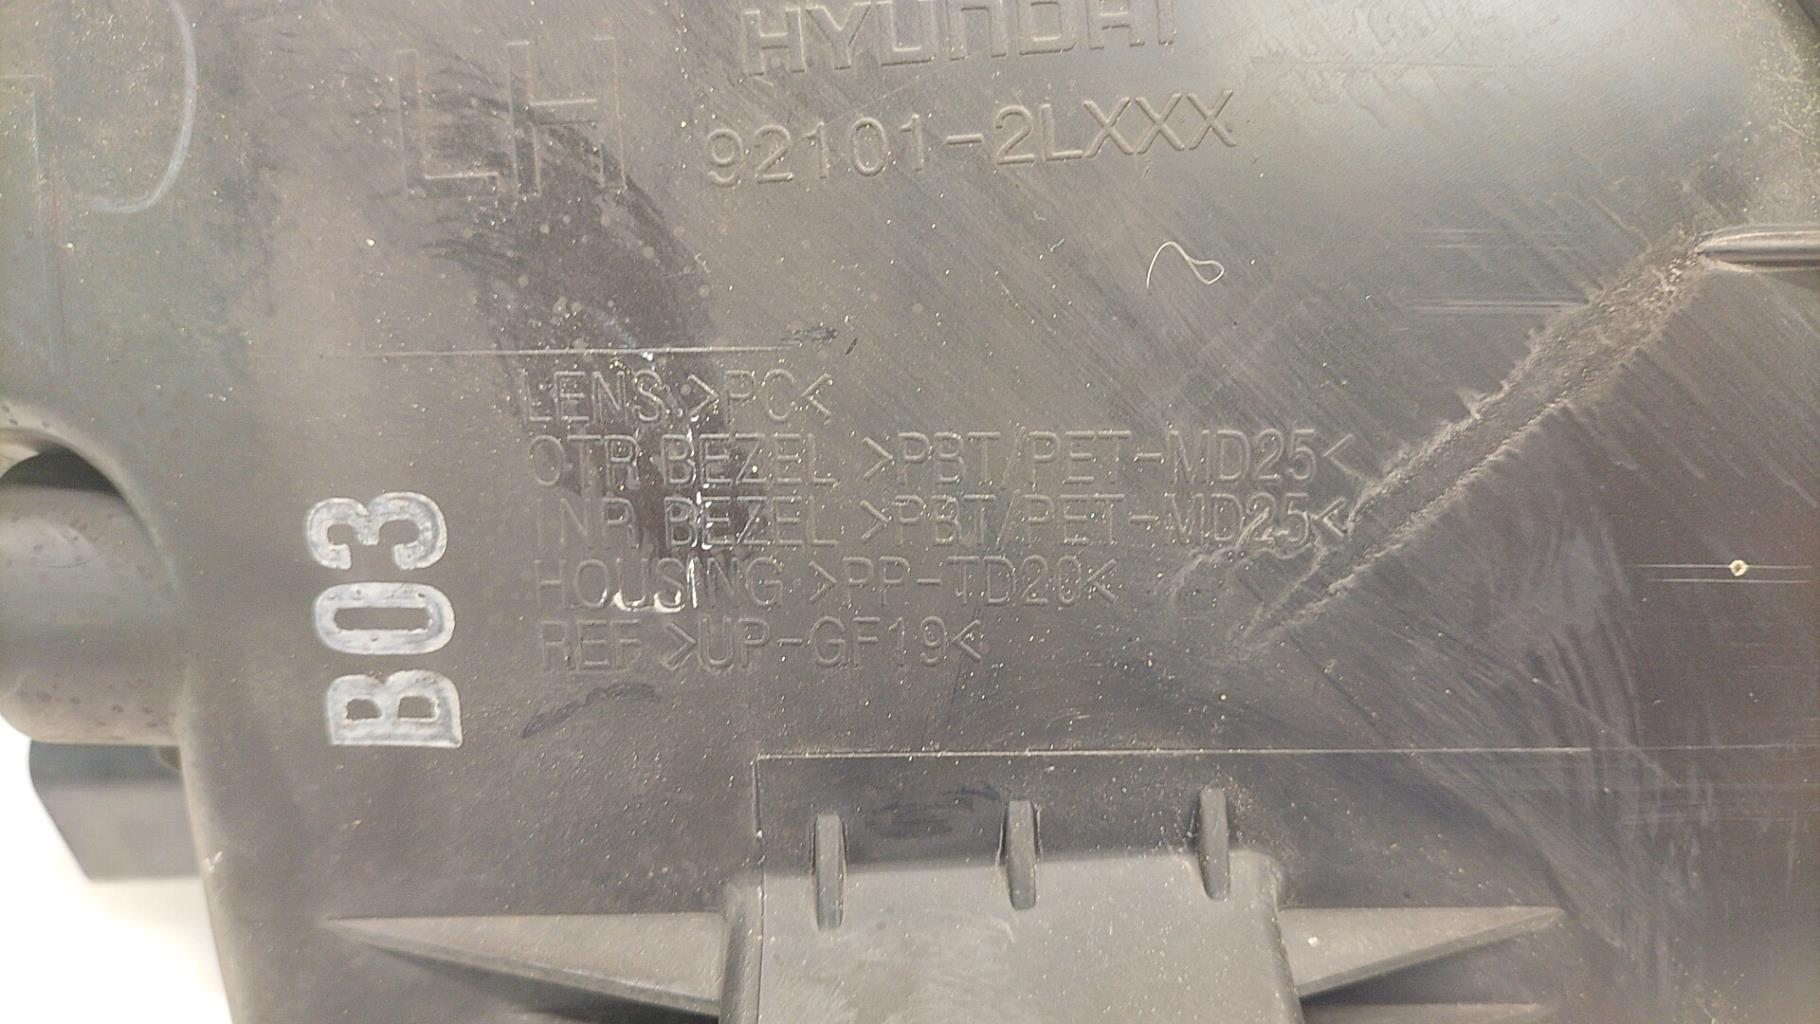 HYUNDAI
LH
92101-2LXXX
LENS >PC<
OTR BEZEL >PBT/PET-MD25<
INR BEZEL >PBT/PET-MD25<
HOUSING >PP-TD20<
REF >UP-GF19<
B03